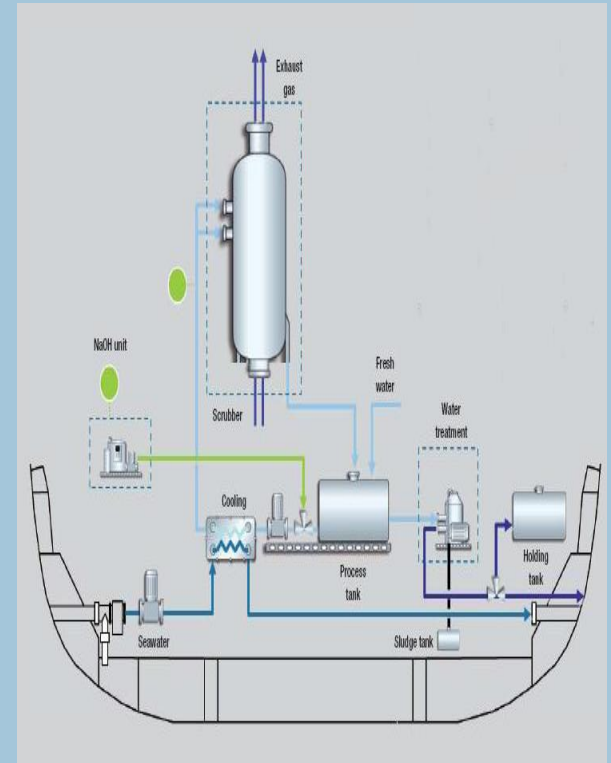 Exhaust
gas
NaOH unit
Scrubber
Fresh
water
Water
treatment
Cooling
Process
tank
Holding
tank
Seawater
Sludge tank